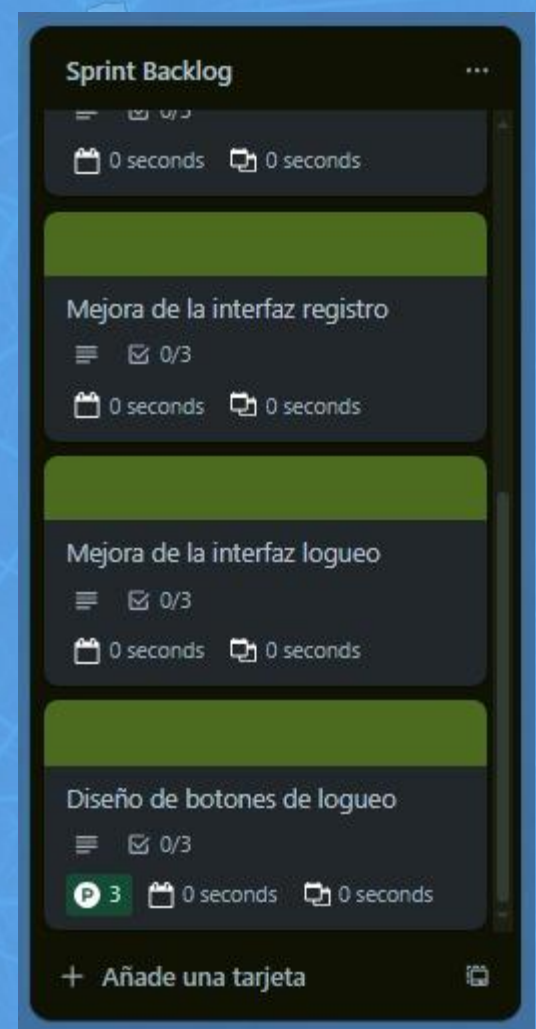 Sprint Backlog
0/3
0 seconds 0 seconds
Mejora de la interfaz registro
0/3
0 seconds 0 seconds
Mejora de la interfaz logueo
0/3
0 seconds 0 seconds
Diseño de botones de logueo
0/3
P 3 0 seconds 0 seconds
+ Añade una tarjeta